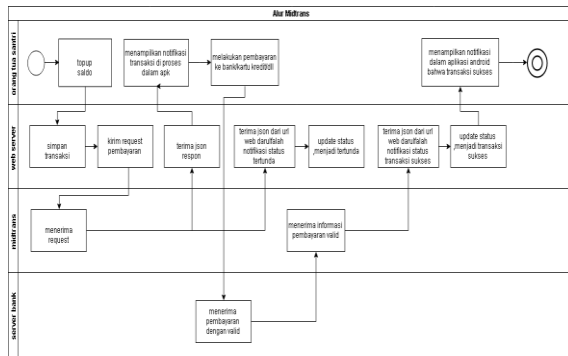 Alur Midtrans
orang tua santri
topup
saldo
menampilkan notifikasi
transaksi di proses
dalam apk
melakukan pembayaran
ke bank/kartu kredit/dll
menampilkan notifikasi
dalam aplikasi android
bahwa transaksi sukses
web server
simpan
transaksi
kirim request
pembayaran
terima json
respon
terima json dari url
web darulfalah
notifikasi status
tertunda
update status
,menjadi tertunda
terima json dari url
web darulfalah
notifikasi status
transaksi sukses
update status
,menjadi transaksi
sukses
midtrans
menerima
request
menerima informasi
pembayaran valid
server bank
menerima
pembayaran
dengan valid